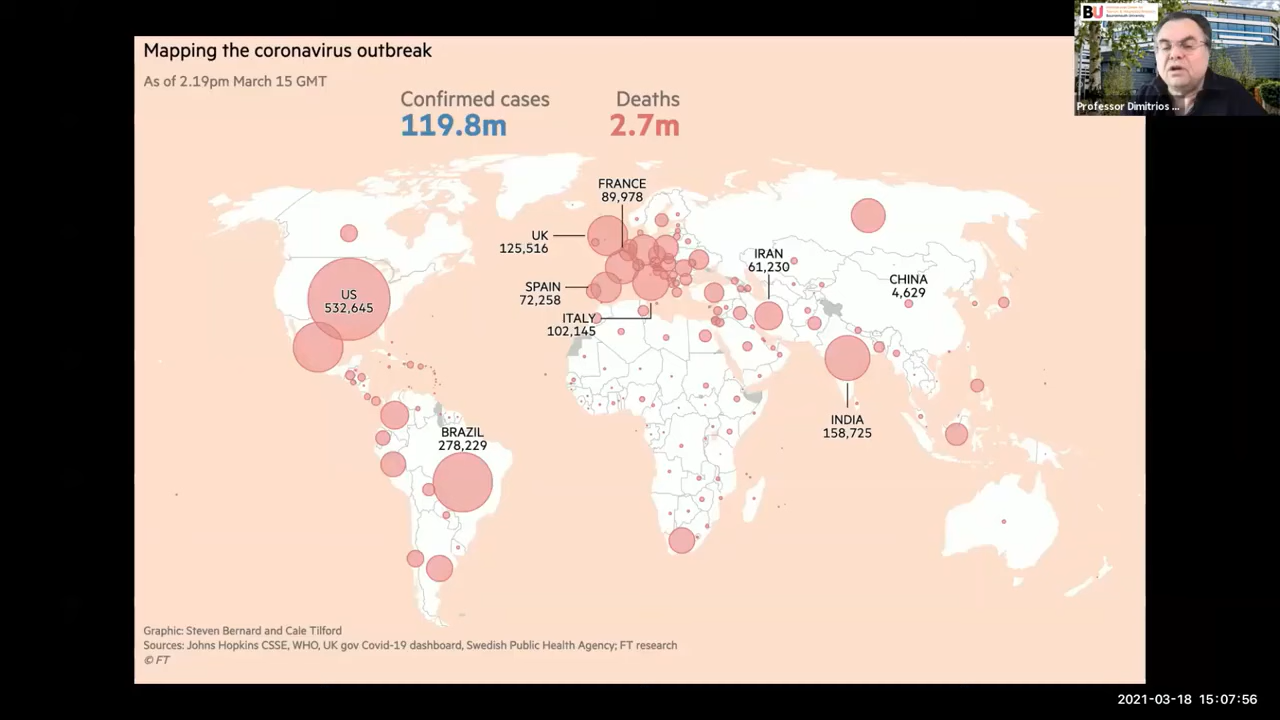 Mapping the coronavirus outbreak
As of 2.19pm March 15 GMT
Confirmed cases
119.8m
Deaths
2.7m
FRANCE
89,978
UK
125,516
SPAIN
72,258
ITALY
102,145
IRAN
61,230
CHINA
4,629
US
532,645
INDIA
158,725
BRAZIL
278,229
Graphic: Steven Bernard and Cale Tilford
Sources: Johns Hopkins CSSE, WHO, UK gov Covid-19 dashboard, Swedish Public Health Agency; FT research
© FT
BU
Bournemouth University
Professor Dimitrios ...
2021-03-18 15:07:56